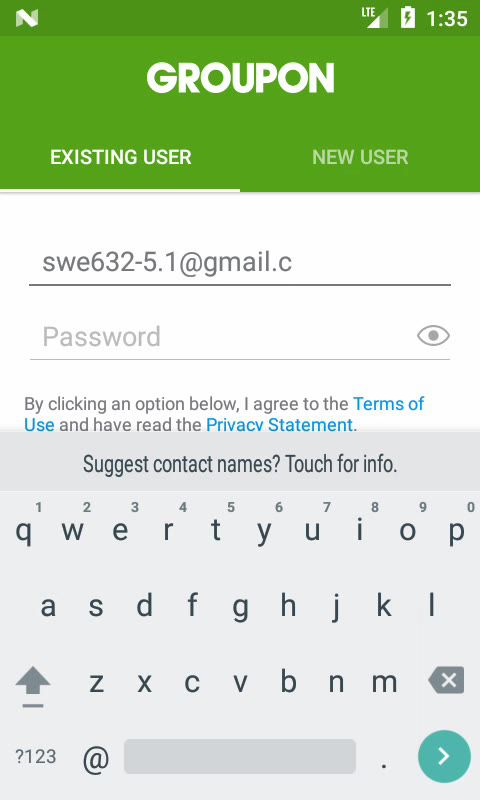 LTE 1:35
GROUPON
EXISTING USER NEW USER
swe632-5.1@gmail.c
Password
By clicking an option below, I agree to the Terms of
Use and have read the Privacy Statement.
Suggest contact names? Touch for info.
1 2 3 4 5 6 7 8 9 0
q w e r t y u i o p
a s d f g h j k l
z x c v b n m
?123 @ .